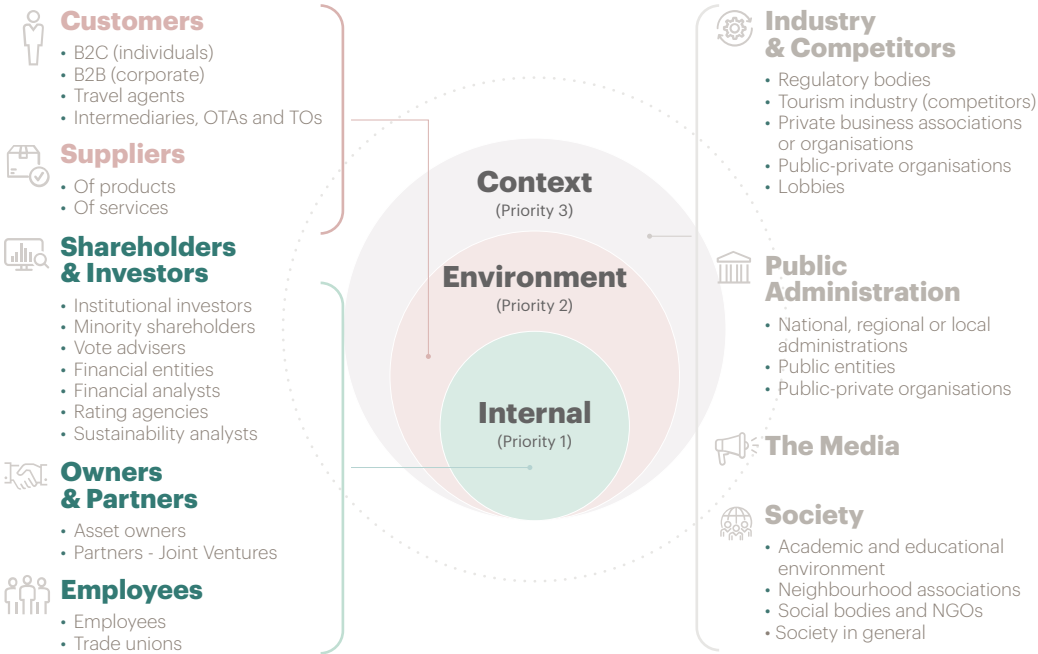 Customers
• B2C (individuals)
• B2B (corporate)
• Travel agents
• Intermediaries, OTAs and TOs
Suppliers
• Of products
• Of services
Shareholders
& Investors
• Institutional investors
• Minority shareholders
• Vote advisers
• Financial entities
• Financial analysts
• Rating agencies
• Sustainability analysts
Owners
& Partners
• Asset owners
• Partners - Joint Ventures
Employees
• Employees
• Trade unions
Context
(Priority 3)
Environment
(Priority 2)
Internal
(Priority 1)
Industry
& Competitors
• Regulatory bodies
• Tourism industry (competitors)
• Private business associations
or organisations
• Public-private organisations
• Lobbies
Public
Administration
• National, regional or local
administrations
• Public entities
• Public-private organisations
The Media
Society
• Academic and educational
environment
• Neighbourhood associations
• Social bodies and NGOs
• Society in general